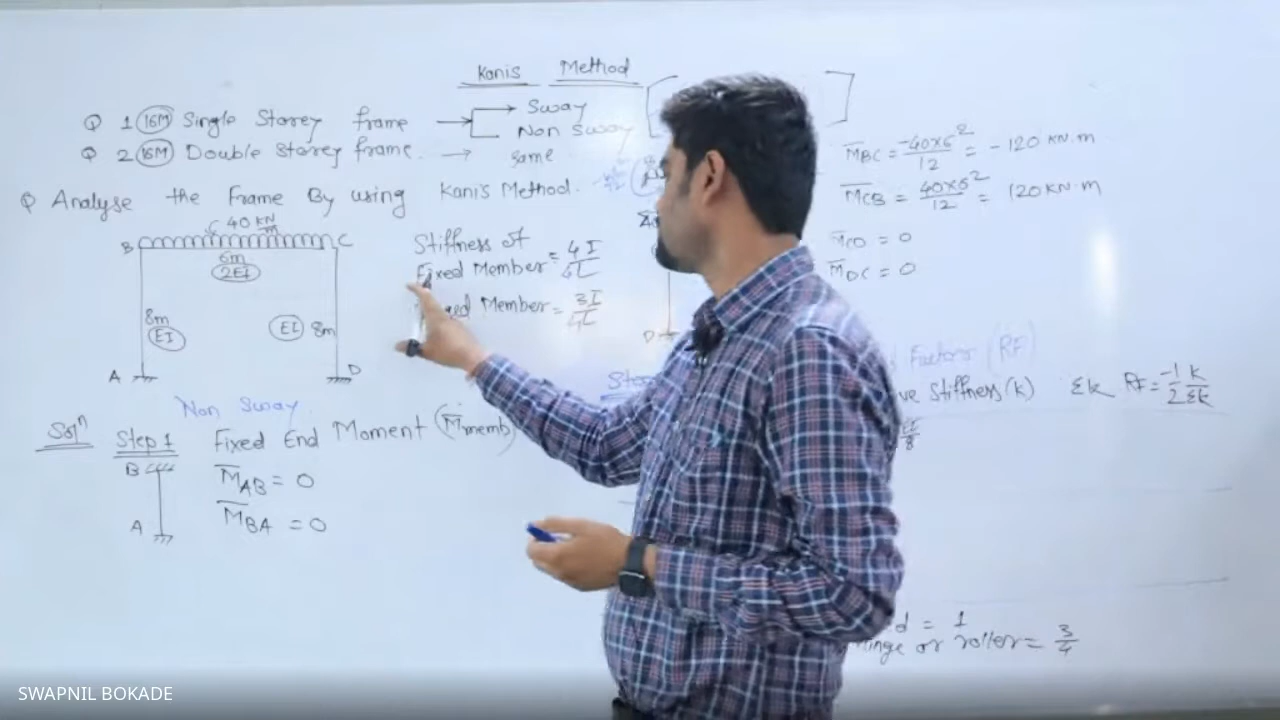 Kanis Method
Q 1 16M Single Storey frame → Sway
Non Sway
Q 2 16M Double Storey frame. → Same
Q Analyse the Frame By using Kani's Method.
40 kN/m
B C
6m
2EI
8m
EI
EI 8m
A D
Stiffness of
Fixed Member = 4I/4L
Member = 3I/4L
Non Sway
Solⁿ Step 1 Fixed End Moment (M̅memb)
B
A
M̅AB = 0
M̅BA = 0
M̅BC = -40×6²/12 = -120 KN.m
M̅CB = 40×6²/12 = 120 KN.m
M̅CD = 0
M̅DC = 0
D
Factors (RF)
ve Stiffness (k) Σk RF = -1/2 k/Σk
d = 1
hinge or roller = 3/4
SWAPNIL BOKADE